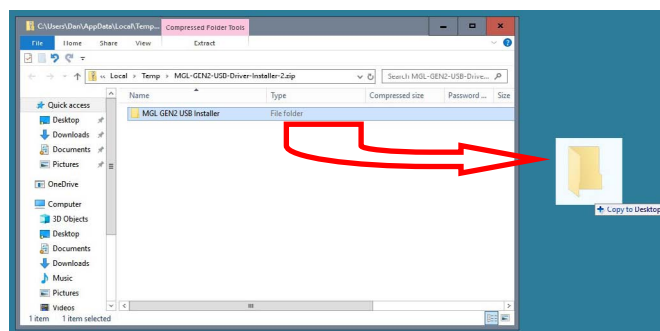 C:\Users\Dan\AppData\Local\Temp... Compressed Folder Tools
File Home Share View Extract
Local › Temp › MGL-GEN2-USB-Driver-Installer-2.zip Search MGL-GEN2-USB-Drive...
Name Type Compressed size Password ... Size
Quick access
MGL GEN2 USB Installer File folder
Desktop
Downloads
Documents
Pictures
OneDrive
Computer
3D Objects
Desktop
Documents
Downloads
Music
Pictures
Videos
1 item 1 item selected
Copy to Desktop